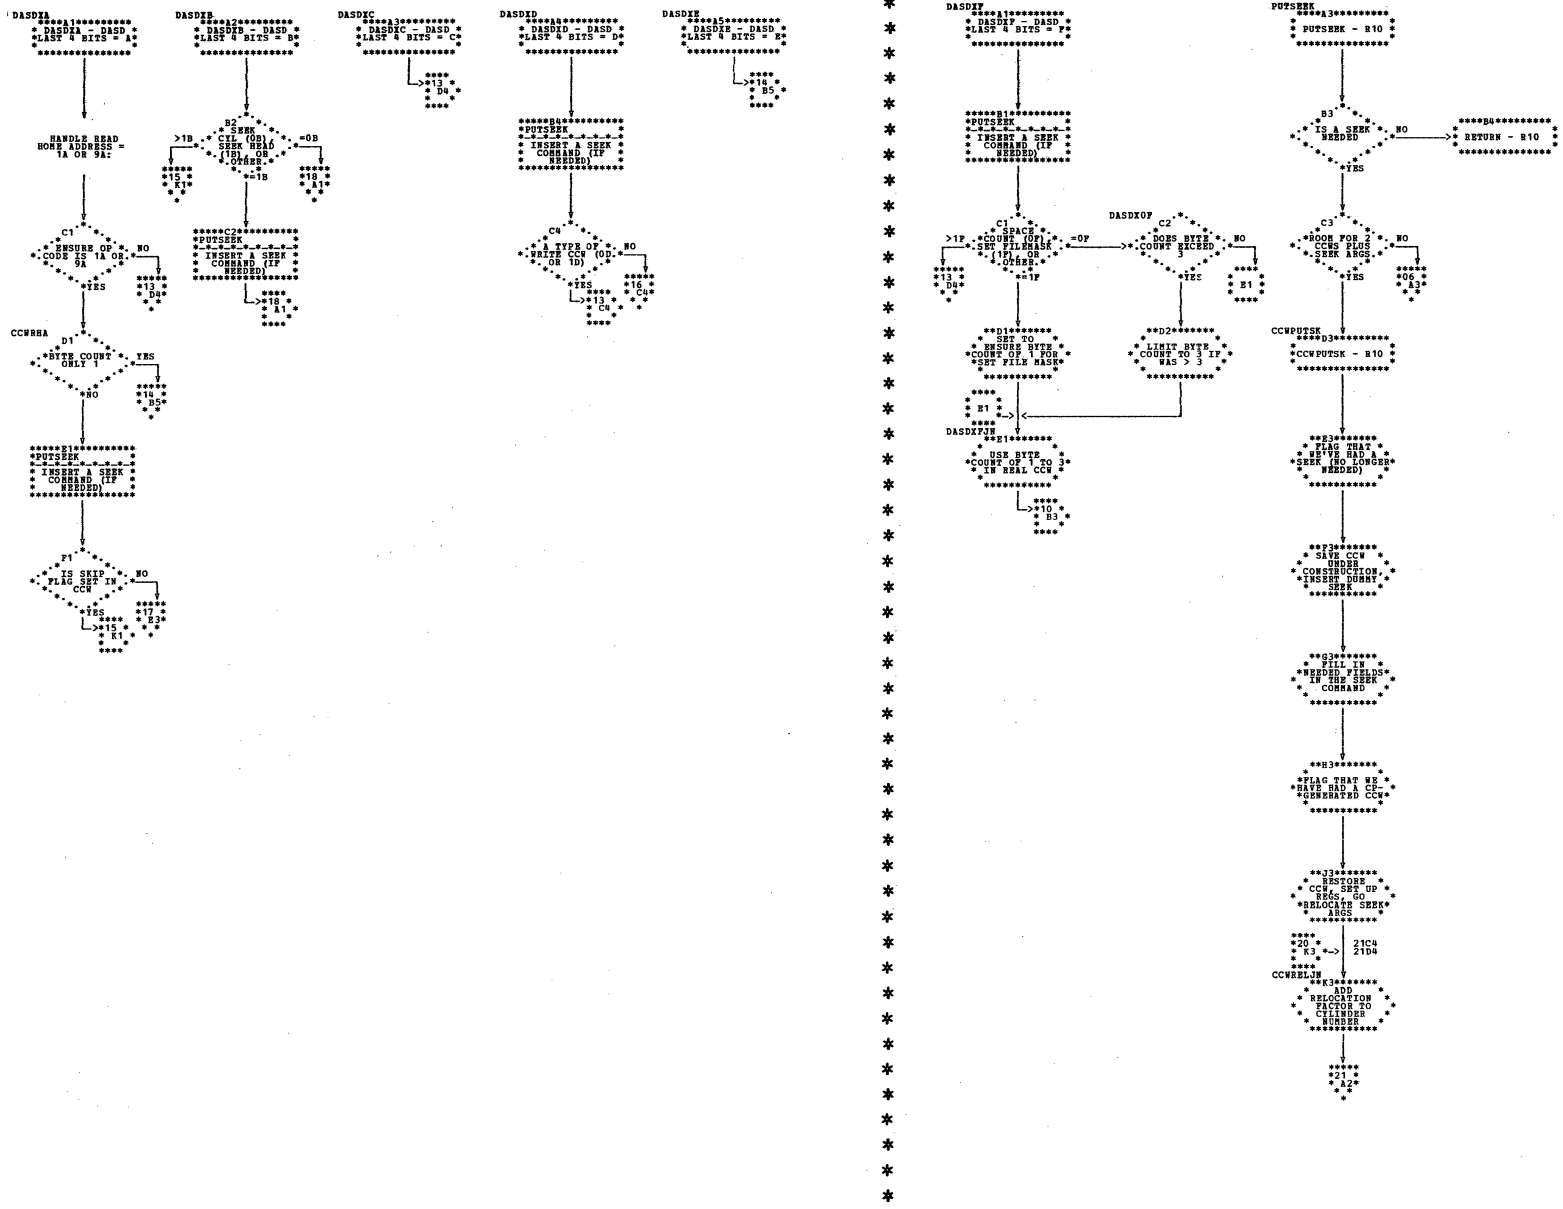 DASDXA
*****A1**********
* DASDXA - DASD *
*LAST 4 BITS = A*
*****************
HANDLE READ
HOME ADDRESS =
1A OR 9A:
C1
ENSURE OP
CODE IS 1A OR
9A
NO
*13
D4*
*YES
CCWRHA
D1
*BYTE COUNT
ONLY 1
YES
*14
B5*
*NO
*****E1**********
*PUTSEEK
*-*-*-*-*-*-*-*-*
* INSERT A SEEK *
* COMMAND (IF *
* NEEDED) *
*****************
F1
IS SKIP
FLAG SET IN
CCW
NO
*17
* E3*
*YES
*15 *
* K1 *
DASDXB
*****A2**********
* DASDXB - DASD *
*LAST 4 BITS = B*
*****************
B2
SEEK
CYL (0B),
SEEK HEAD
(1B), OR
OTHER.
>1B
=0B
*15
K1*
*18
A1*
*=1B
*****C2**********
*PUTSEEK
*-*-*-*-*-*-*-*-*
* INSERT A SEEK *
* COMMAND (IF *
* NEEDED) *
*****************
*18 *
* A1 *
DASDXC
*****A3**********
* DASDXC - DASD *
*LAST 4 BITS = C*
*****************
*13 *
* D4 *
DASDXD
*****A4**********
* DASDXD - DASD *
*LAST 4 BITS = D*
*****************
*****B4**********
*PUTSEEK
*-*-*-*-*-*-*-*-*
* INSERT A SEEK *
* COMMAND (IF *
* NEEDED) *
*****************
C4
A TYPE OF
WRITE CCW (0D
OR 1D)
NO
*16
* C4*
*YES
*13 *
* C4 *
DASDXE
*****A5**********
* DASDXE - DASD *
*LAST 4 BITS = E*
*****************
*14 *
* B5 *
DASDXF
*****A1**********
* DASDXF - DASD *
*LAST 4 BITS = F*
*****************
*****B1**********
*PUTSEEK
*-*-*-*-*-*-*-*-*
* INSERT A SEEK *
* COMMAND (IF *
* NEEDED) *
*****************
C1
SPACE
*COUNT (0F),
SET FILEMASK
(1F), OR
OTHER.
>1F
=0F
*13
D4*
*=1F
DASDX0F
C2
DOES BYTE
COUNT EXCEED
3
NO
E1
*YES
**D1*******
SET TO
ENSURE BYTE
*COUNT OF 1 FOR*
*SET FILE MASK*
***********
**D2*******
LIMIT BYTE
* COUNT TO 3 IF *
WAS > 3
***********
E1
DASDXFJN
**E1*******
USE BYTE
*COUNT OF 1 TO 3*
IN REAL CCW
***********
*10 *
* B3 *
PUTSEEK
*****A3**********
PUTSEEK - R10
*****************
B3
IS A SEEK
NEEDED
NO
****B4*********
* RETURN - R10 *
***************
*YES
C3
*ROOM FOR 2
CCWS PLUS
SEEK ARGS
NO
*06
* A3*
*YES
CCWPUTSK
*****D3**********
*CCWPUTSK - R10
*****************
**E3*******
FLAG THAT
* WE'VE HAD A *
*SEEK (NO LONGER*
NEEDED)
***********
**F3*******
SAVE CCW
UNDER
* CONSTRUCTION, *
*INSERT DUMMY
SEEK
***********
**G3*******
FILL IN
*NEEDED FIELDS*
* IN THE SEEK *
COMMAND
***********
**H3*******
*FLAG THAT WE *
*HAVE HAD A CP-*
*GENERATED CCW*
***********
**J3*******
RESTORE
* CCW, SET UP *
REGS, GO
*RELOCATE SEEK*
ARGS
***********
*20 *
* K3 *->
21C4
21D4
CCWRELJN
**K3*******
ADD
* RELOCATION *
* FACTOR TO *
CYLINDER
NUMBER
***********
*21 *
* A2*